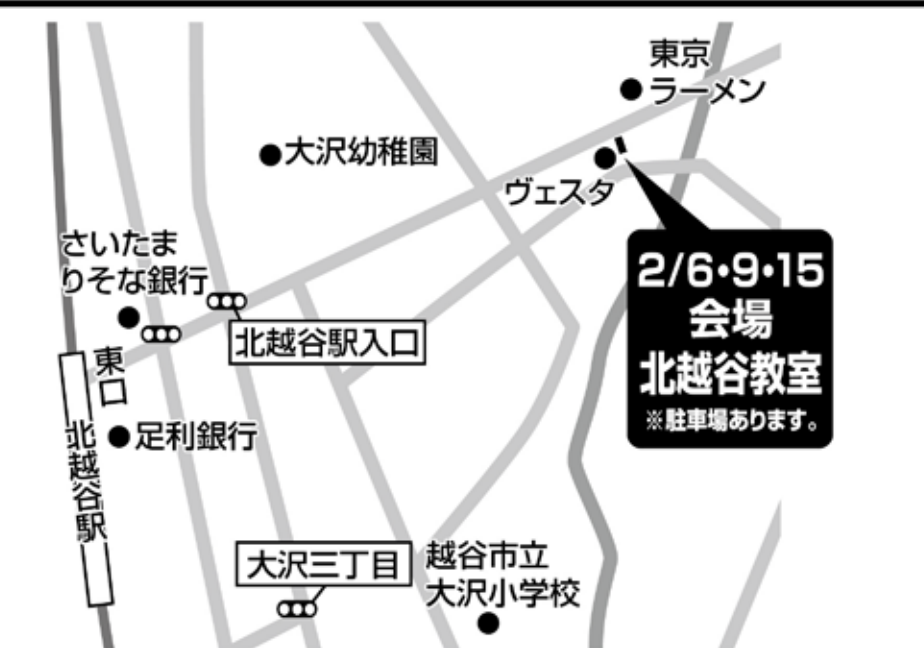 東京
ラーメン
大沢幼稚園
ヴェスタ
さいたま
りそな銀行
2/6・9・15
会場
北越谷教室
※駐車場あります。
北越谷駅入口
東口
足利銀行
北越谷駅
大沢三丁目
越谷市立
大沢小学校